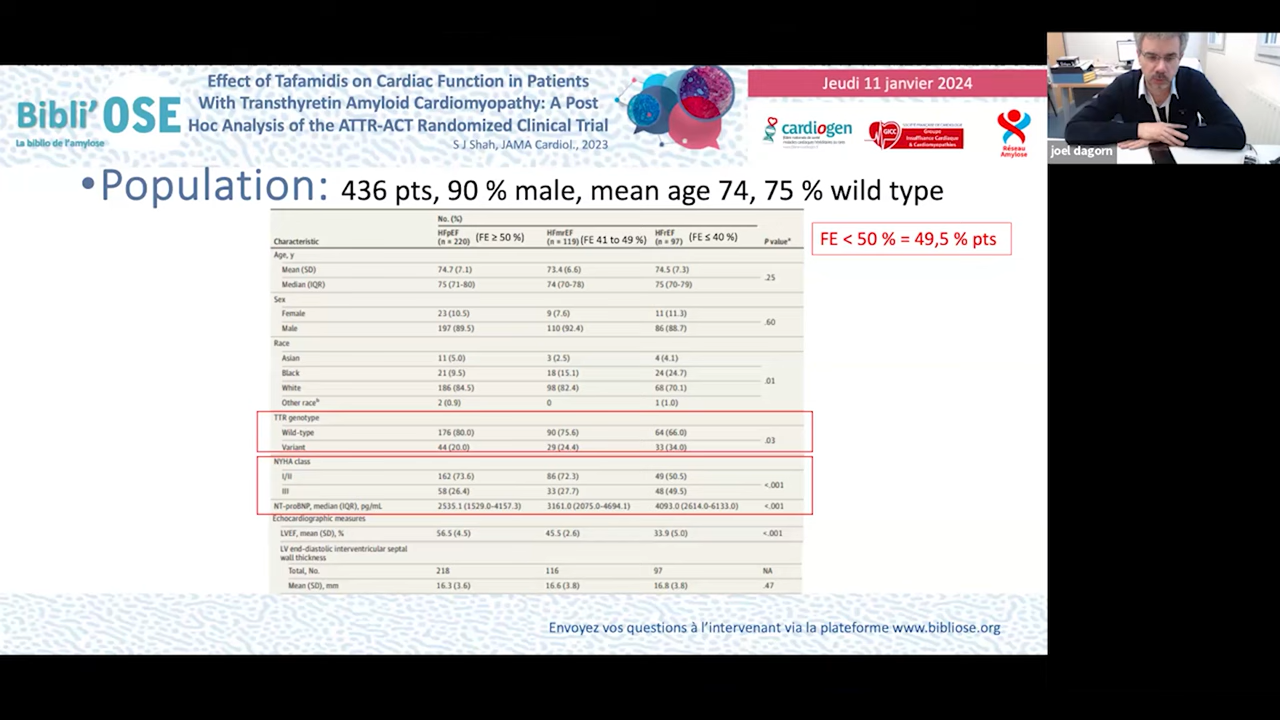 Effect of Tafamidis on Cardiac Function in Patients
With Transthyretin Amyloid Cardiomyopathy: A Post
Hoc Analysis of the ATTR-ACT Randomized Clinical Trial
S J Shah, JAMA Cardiol., 2023
Bibli'OSE
La biblio de l'amylose
Jeudi 11 janvier 2024
cardiogen
GICC
Groupe
Insuffisance Cardiaque
& Cardiomyopathies
Réseau
Amylose
joel dagorn
•Population: 436 pts, 90 % male, mean age 74, 75 % wild type
FE < 50 % = 49,5 % pts
No. (%)
Characteristic HFpEF (n = 220) (FE ≥ 50 %) HFmrEF (n = 119) (FE 41 to 49 %) HFrEF (n = 97) (FE ≤ 40 %) P valueᵃ
Age, y
Mean (SD) 74.7 (7.1) 73.4 (6.6) 74.5 (7.3) .25
Median (IQR) 75 (71-80) 74 (70-78) 75 (70-79)
Sex
Female 23 (10.5) 9 (7.6) 11 (11.3) .60
Male 197 (89.5) 110 (92.4) 86 (88.7)
Race
Asian 11 (5.0) 3 (2.5) 4 (4.1)
Black 21 (9.5) 18 (15.1) 24 (24.7) .01
White 186 (84.5) 98 (82.4) 68 (70.1)
Other raceᵇ 2 (0.9) 0 1 (1.0)
TTR genotype
Wild-type 176 (80.0) 90 (75.6) 64 (66.0) .03
Variant 44 (20.0) 29 (24.4) 33 (34.0)
NYHA class
I/II 162 (73.6) 86 (72.3) 49 (50.5) <.001
III 58 (26.4) 33 (27.7) 48 (49.5)
NT-proBNP, median (IQR), pg/mL 2535.1 (1529.0-4157.3) 3161.0 (2075.0-4694.1) 4093.0 (2614.0-6133.0) <.001
Echocardiographic measures
LVEF, mean (SD), % 56.5 (4.5) 45.5 (2.6) 33.9 (5.0) <.001
LV end-diastolic interventricular septal
wall thickness
Total, No. 218 116 97 NA
Mean (SD), mm 16.3 (3.6) 16.6 (3.8) 16.8 (3.8) .47
Envoyez vos questions à l'intervenant via la plateforme www.bibliose.org